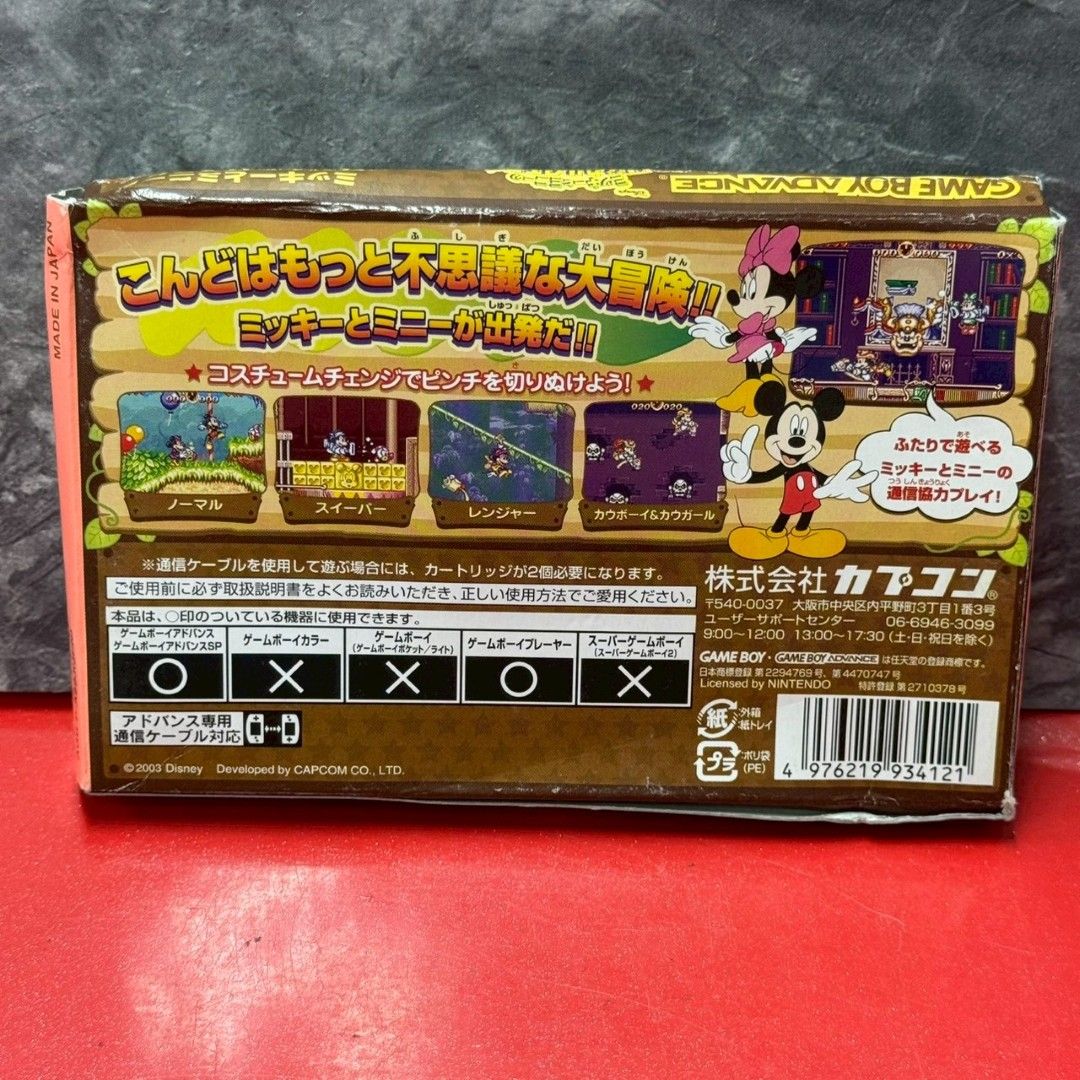 GAME BOY ADVANCE®
ミッキーとミニー
MADE IN JAPAN
こんどはもっと不思議な大冒険!!
ふしぎ
だいぼうけん
ミッキーとミニーが出発だ!!
しゅっぱつ
★コスチュームチェンジでピンチを切りぬけよう!★
ノーマル
スイーパー
レンジャー
カウボーイ&カウガール
ふたりで遊べる
あそ
ミッキーとミニーの
つうしんきょうりょく
通信協力プレイ!
※通信ケーブルを使用して遊ぶ場合には、カートリッジが2個必要になります。
ご使用前に必ず取扱説明書をよくお読みいただき、正しい使用方法でご愛用ください。
本品は、○印のついている機器に使用できます。
ゲームボーイアドバンス
ゲームボーイアドバンスSP
ゲームボーイカラー
ゲームボーイ
(ゲームボーイポケット/ライト)
ゲームボーイプレーヤー
スーパーゲームボーイ
(スーパーゲームボーイ2)
○ × × ○ ×
アドバンス専用
通信ケーブル対応
©2003 Disney Developed by CAPCOM CO., LTD.
株式会社カプコン®
〒540-0037 大阪市中央区内平野町3丁目1番3号
ユーザーサポートセンター 06-6946-3099
9:00~12:00 13:00~17:30 (土・日・祝日を除く)
GAME BOY・GAME BOY ADVANCE は任天堂の登録商標です。
日本商標登録 第2294769号、第4470747号
Licensed by NINTENDO 特許登録 第2710378号
紙
:外箱
:紙トレイ
プラ
:ポリ袋
(PE)
4 976219 934121